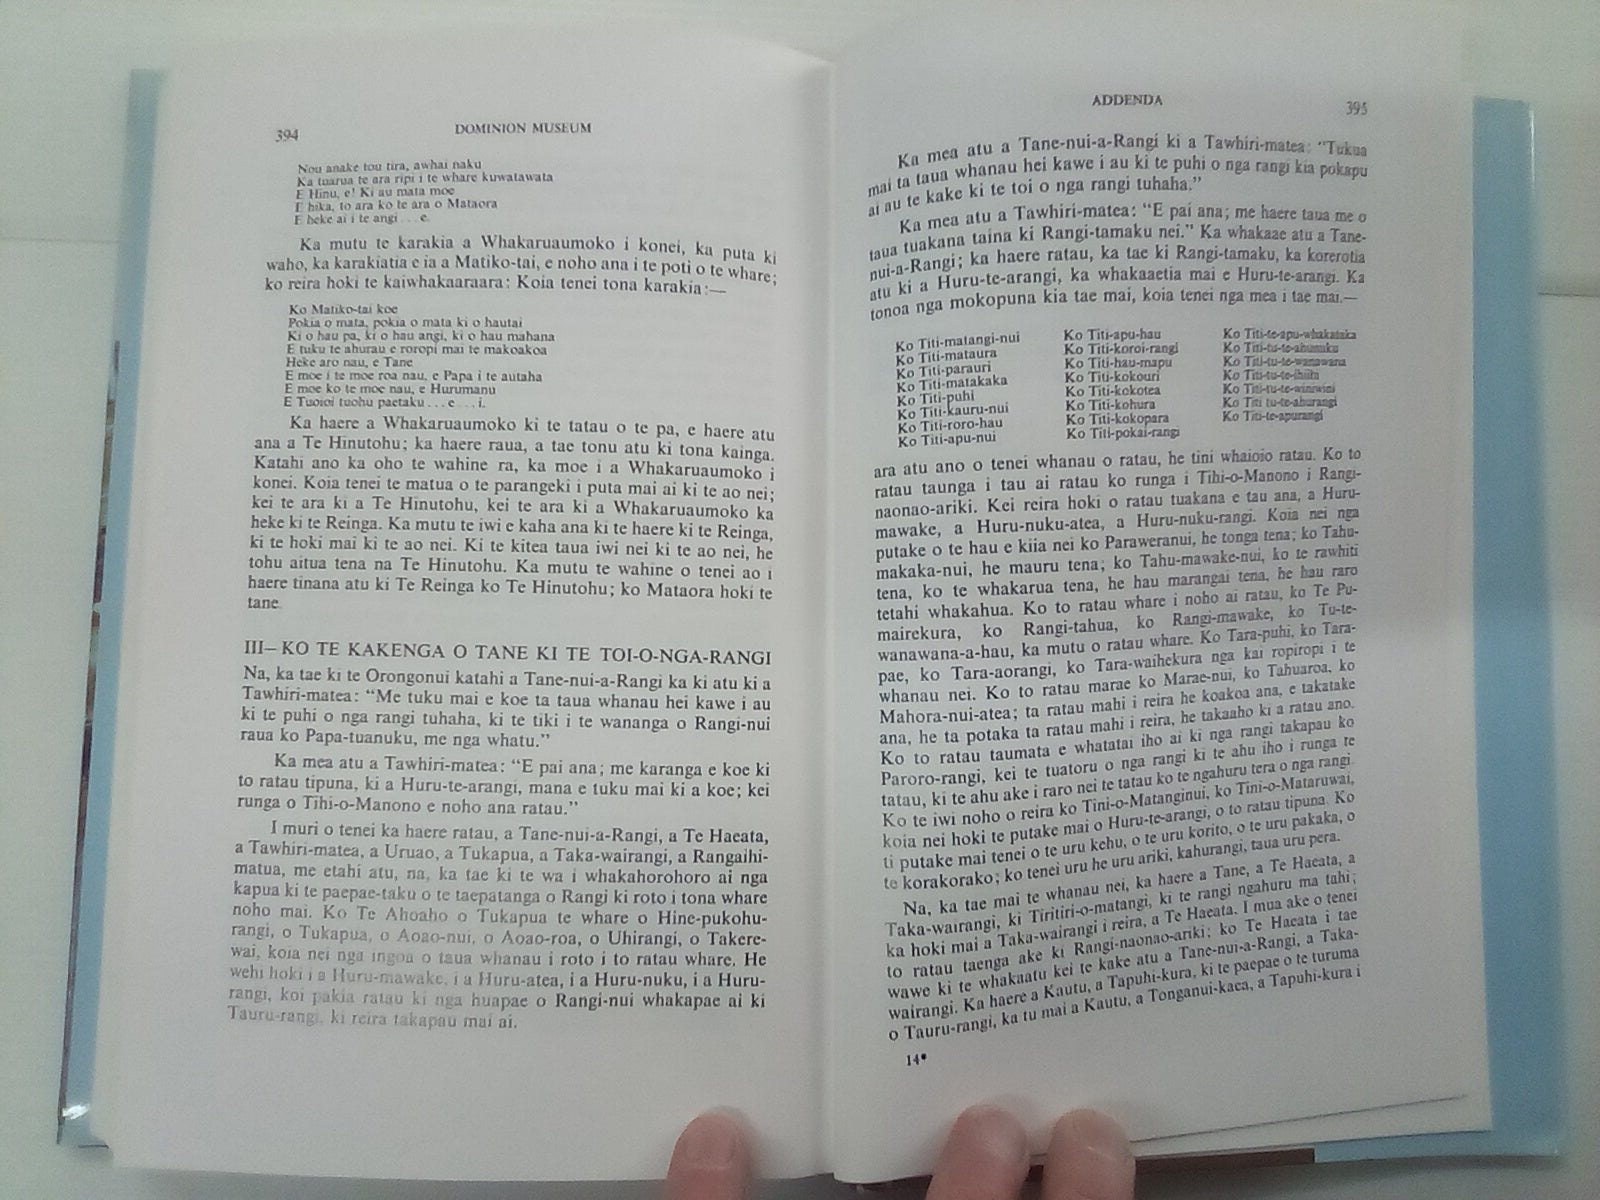 394
DOMINION MUSEUM
Nou anake tou tira, awhai naku
Ka tuarua te ara ripi i te whare kuwatawata
E Hinu, e! Ki au mata moe
E hika, to ara ko te ara o Mataora
E heke ai i te angi . . . e.
Ka mutu te karakia a Whakaruaumoko i konei, ka puta ki
waho, ka karakiatia e ia a Matiko-tai, e noho ana i te poti o te whare;
ko reira hoki te kaiwhakaaraara: Koia tenei tona karakia:—
Ko Matiko-tai koe
Pokia o mata, pokia o mata ki o hautai
Ki o hau pa, ki o hau angi, ki o hau mahana
E tuku te ahurau e roropi mai te makoakoa
Heke aro nau, e Tane
E moe i te moe roa nau, e Papa i te autaha
E moe ko te moe nau, e Hurumanu
E Tuoioi tuohu paetaku . . . e . . . i.
Ka haere a Whakaruaumoko ki te tatau o te pa, e haere atu
ana a Te Hinutohu; ka haere raua, a tae tonu atu ki tona kainga.
Katahi ano ka oho te wahine ra, ka moe i a Whakaruaumoko i
konei. Koia tenei te matua o te parangeki i puta mai ai ki te ao nei;
kei te ara ki a Te Hinutohu, kei te ara ki a Whakaruaumoko ka
heke ki te Reinga. Ka mutu te iwi e kaha ana ki te haere ki te Reinga,
ki te hoki mai ki te ao nei. Ki te kitea taua iwi nei ki te ao nei, he
tohu aitua tena na Te Hinutohu. Ka mutu te wahine o tenei ao i
haere tinana atu ki Te Reinga ko Te Hinutohu; ko Mataora hoki te
tane.
III— KO TE KAKENGA O TANE KI TE TOI-O-NGA-RANGI
Na, ka tae ki te Orongonui katahi a Tane-nui-a-Rangi ka ki atu ki a
Tawhiri-matea: “Me tuku mai e koe ta taua whanau hei kawe i au
ki te puhi o nga rangi tuhaha, ki te tiki i te wananga o Rangi-nui
raua ko Papa-tuanuku, me nga whatu.”
Ka mea atu a Tawhiri-matea: “E pai ana; me karanga e koe ki
to ratau tipuna, ki a Huru-te-arangi, mana e tuku mai ki a koe; kei
runga o Tihi-o-Manono e noho ana ratau.”
I muri o tenei ka haere ratau, a Tane-nui-a-Rangi, a Te Haeata,
a Tawhiri-matea, a Uruao, a Tukapua, a Taka-wairangi, a Rangaihi-
matua, me etahi atu, na, ka tae ki te wa i whakahorohoro ai nga
kapua ki te paepae-taku o te taepatanga o Rangi ki roto i tona whare
noho mai. Ko Te Ahoaho o Tukapua te whare o Hine-pukohu-
rangi, o Tukapua, o Aoao-nui, o Aoao-roa, o Uhirangi, o Takere-
wai, koia nei nga ingoa o taua whanau i roto i to ratau whare. He
wehi hoki i a Huru-mawake, i a Huru-atea, i a Huru-nuku, i a Huru-
rangi, koi pakia ratau ki nga huapae o Rangi-nui whakapae ai ki
Tauru-rangi, ki reira takapau mai ai.
ADDENDA
395
Ka mea atu a Tane-nui-a-Rangi ki a Tawhiri-matea: “Tukua
mai ta taua whanau hei kawe i au ki te puhi o nga rangi kia pokapu
ai au te kake ki te toi o nga rangi tuhaha.”
Ka mea atu a Tawhiri-matea: “E pai ana; me haere taua me o
taua tuakana taina ki Rangi-tamaku nei.” Ka whakaae atu a Tane-
nui-a-Rangi; ka haere ratau, ka tae ki Rangi-tamaku, ka korerotia
atu ki a Huru-te-arangi, ka whakaaetia mai e Huru-te-arangi. Ka
tonoa nga mokopuna kia tae mai, koia tenei nga mea i tae mai.—
Ko Titi-matangi-nui
Ko Titi-mataura
Ko Titi-parauri
Ko Titi-matakaka
Ko Titi-puhi
Ko Titi-kauru-nui
Ko Titi-roro-hau
Ko Titi-apu-nui
Ko Titi-apu-hau
Ko Titi-koroi-rangi
Ko Titi-hau-mapu
Ko Titi-kokouri
Ko Titi-kokotea
Ko Titi-kohura
Ko Titi-kokopara
Ko Titi-pokai-rangi
Ko Titi-te-apu-whakataka
Ko Titi-tu-te-ahunuku
Ko Titi-tu-te-wanawana
Ko Titi-tu-te-ihiihi
Ko Titi-tu-te-winiwini
Ko Titi tu-te-ahurangi
Ko Titi-te-apurangi
ara atu ano o tenei whanau o ratau, he tini whaioio ratau. Ko to
ratau taunga i tau ai ratau ko runga i Tihi-o-Manono i Rangi-
naonao-ariki. Kei reira hoki o ratau tuakana e tau ana, a Huru-
mawake, a Huru-nuku-atea, a Huru-nuku-rangi. Koia nei nga
putake o te hau e kiia nei ko Paraweranui, he tonga tena; ko Tahu-
makaka-nui, he mauru tena; ko Tahu-mawake-nui, ko te rawhiti
tena, ko te whakarua tena, he hau marangai tena, he hau raro
tetahi whakahua. Ko to ratau whare i noho ai ratau, ko Te Pu-
mairekura, ko Rangi-tahua, ko Rangi-mawake, ko Tu-te-
wanawana-a-hau, ka mutu o ratau whare. Ko Tara-puhi, ko Tara-
pae, ko Tara-aorangi, ko Tara-waihekura nga kai ropiropi i te
whanau nei. Ko to ratau marae ko Marae-nui, ko Tahuaroa, ko
Mahora-nui-atea; ta ratau mahi i reira he koakoa ana, e takatake
ana, he ta potaka ta ratau mahi i reira, he takaaho ki a ratau ano.
Ko to ratau taumata e whatatai iho ai ki nga rangi takapau ko
Paroro-rangi, kei te tuatoru o nga rangi ki te ahu iho i runga te
tatau, ki te ahu ake i raro nei te tatau ko te ngahuru tera o nga rangi.
Ko te iwi noho o reira ko Tini-o-Matanginui, ko Tini-o-Mataruwai,
koia nei hoki te putake mai o Huru-te-arangi, o to ratau tipuna. Ko
ti putake mai tenei o te uru kehu, o te uru korito, o te uru pakaka, o
te korakorako; ko tenei uru he uru ariki, kahurangi, taua uru pera.
Na, ka tae mai te whanau nei, ka haere a Tane, a Te Haeata, a
Taka-wairangi, ki Tiritiri-o-matangi, ki te rangi ngahuru ma tahi;
ka hoki mai a Taka-wairangi i reira, a Te Haeata. I mua ake o tenei
to ratau taenga ake ki Rangi-naonao-ariki; ko Te Haeata i tae
wawe ki te whakaatu kei te kake atu a Tane-nui-a-Rangi, a Taka-
wairangi. Ka haere a Kautu, a Tapuhi-kura, ki te paepae o te turuma
o Tauru-rangi, ka tu mai a Kautu, a Tonganui-kaea, a Tapuhi-kura i
14*